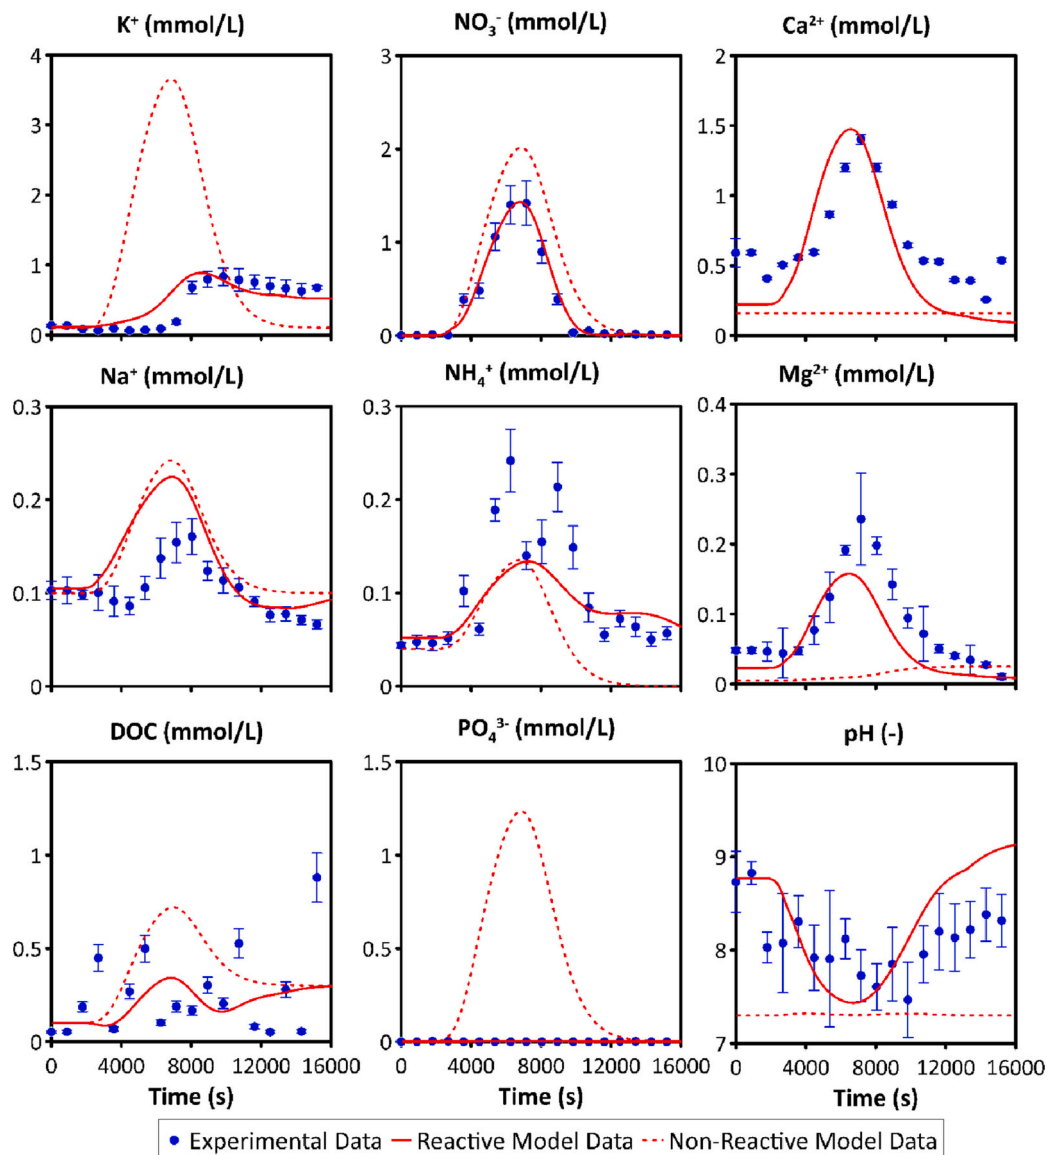 K⁺ (mmol/L) NO₃⁻ (mmol/L) Ca²⁺ (mmol/L)
4 3 2
3 2 1.5
2 1 1
1 0 0.5
0 0
Na⁺ (mmol/L) NH₄⁺ (mmol/L) Mg²⁺ (mmol/L)
0.3 0.3 0.4
0.2 0.2 0.3
0.1 0.1 0.2
0 0 0.1
0
DOC (mmol/L) PO₄³⁻ (mmol/L) pH (-)
1.5 1.5 10
1 1 9
0.5 0.5 8
0 0 7
0 4000 8000 12000 16000 0 4000 8000 12000 16000 0 4000 8000 12000 16000
Time (s) Time (s) Time (s)
Experimental Data Reactive Model Data Non-Reactive Model Data